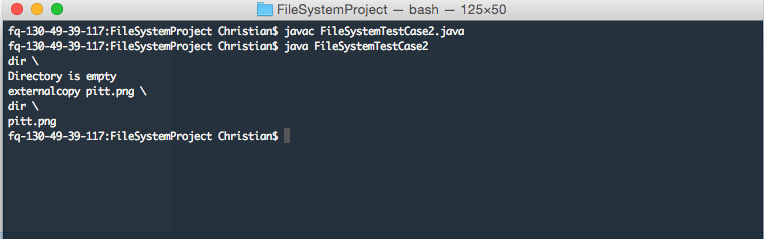 FileSystemProject — bash — 125×50
fq-130-49-39-117:FileSystemProject Christian$ javac FileSystemTestCase2.java
fq-130-49-39-117:FileSystemProject Christian$ java FileSystemTestCase2
dir \
Directory is empty
externalcopy pitt.png \
dir \
pitt.png
fq-130-49-39-117:FileSystemProject Christian$